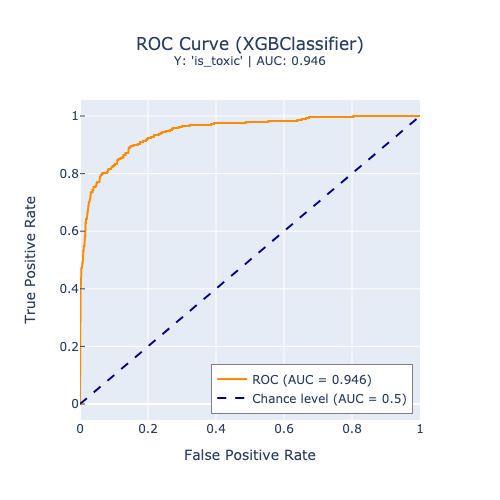 ROC Curve (XGBClassifier)
Y: 'is_toxic' | AUC: 0.946
True Positive Rate
1
0.8
0.6
0.4
0.2
0
ROC (AUC = 0.946)
Chance level (AUC = 0.5)
0 0.2 0.4 0.6 0.8 1
False Positive Rate